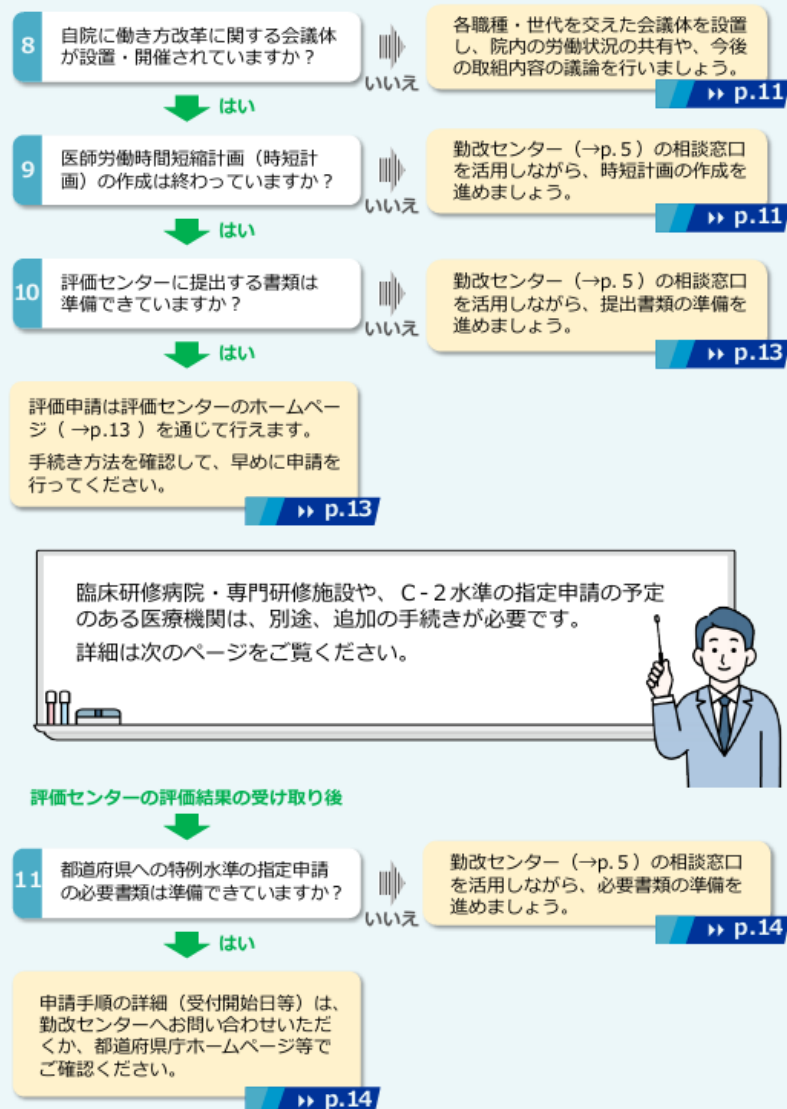 8
自院に働き方改革に関する会議体
が設置・開催されていますか？
いいえ
各職種・世代を交えた会議体を設置
し、院内の労働状況の共有や、今後
の取組内容の議論を行いましょう。
p.11
はい
9
医師労働時間短縮計画（時短計
画）の作成は終わっていますか？
いいえ
勤改センター（→p.５）の相談窓口
を活用しながら、時短計画の作成を
進めましょう。
p.11
はい
10
評価センターに提出する書類は
準備できていますか？
いいえ
勤改センター（→p.５）の相談窓口
を活用しながら、提出書類の準備を
進めましょう。
p.13
はい
評価申請は評価センターのホームペー
ジ（ →p.13 ）を通じて行えます。
手続き方法を確認して、早めに申請を
行ってください。
p.13
臨床研修病院・専門研修施設や、Ｃ-２水準の指定申請の予定
のある医療機関は、別途、追加の手続きが必要です。
詳細は次のページをご覧ください。
評価センターの評価結果の受け取り後
11
都道府県への特例水準の指定申請
の必要書類は準備できていますか？
いいえ
勤改センター（→p.５）の相談窓口
を活用しながら、必要書類の準備を
進めましょう。
p.14
はい
申請手順の詳細（受付開始日等）は、
勤改センターへお問い合わせいただ
くか、都道府県庁ホームページ等で
ご確認ください。
p.14